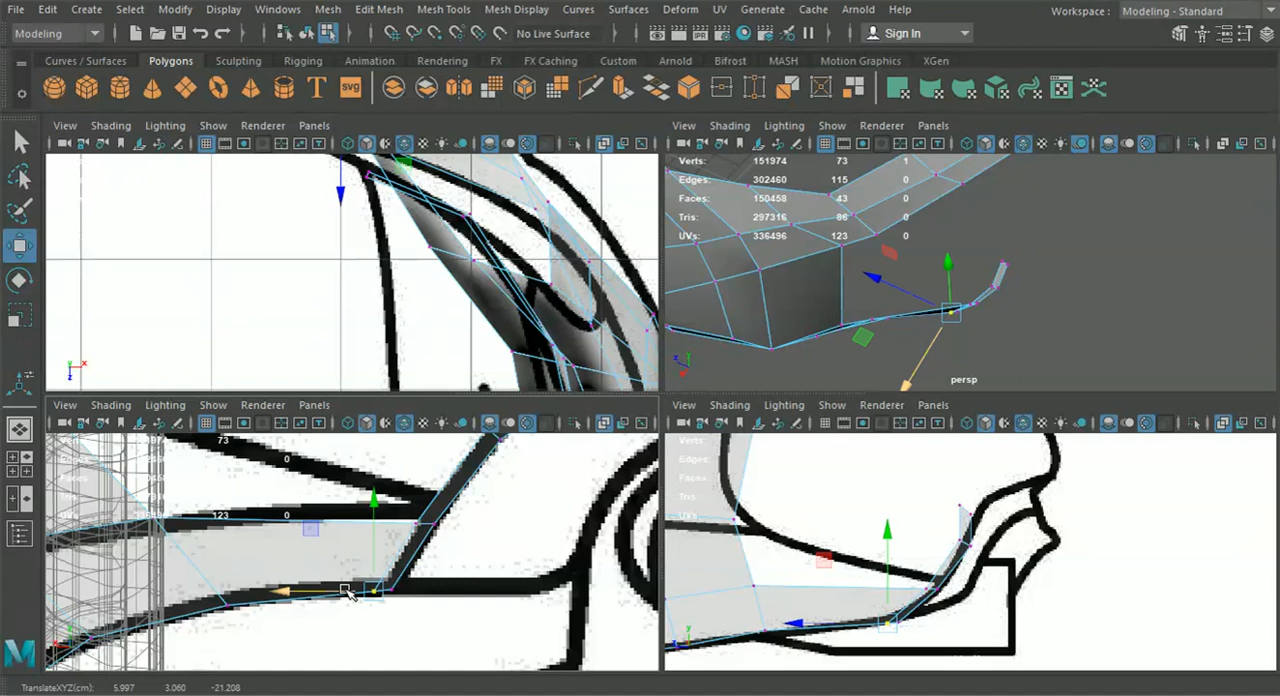 File Edit Create Select Modify Display Windows Mesh Edit Mesh Mesh Tools Mesh Display Curves Surfaces Deform UV Generate Cache Arnold Help Workspace: Modeling - Standard
Modeling No Live Surface Sign In
Curves / Surfaces Polygons Sculpting Rigging Animation Rendering FX FX Caching Custom Arnold Bifrost MASH Motion Graphics XGen
T SVG
View Shading Lighting Show Renderer Panels
View Shading Lighting Show Renderer Panels
Verts: 151974 73 1
Edges: 302460 115 0
Faces: 150458 43 0
Tris: 297316 86 0
UVs: 336496 123 0
persp
View Shading Lighting Show Renderer Panels
View Shading Lighting Show Renderer Panels
73
0
123 0
Verts:
Edges:
Tris:
UVs:
TranslateXYZ(cm): 5.997 3.060 -21.208